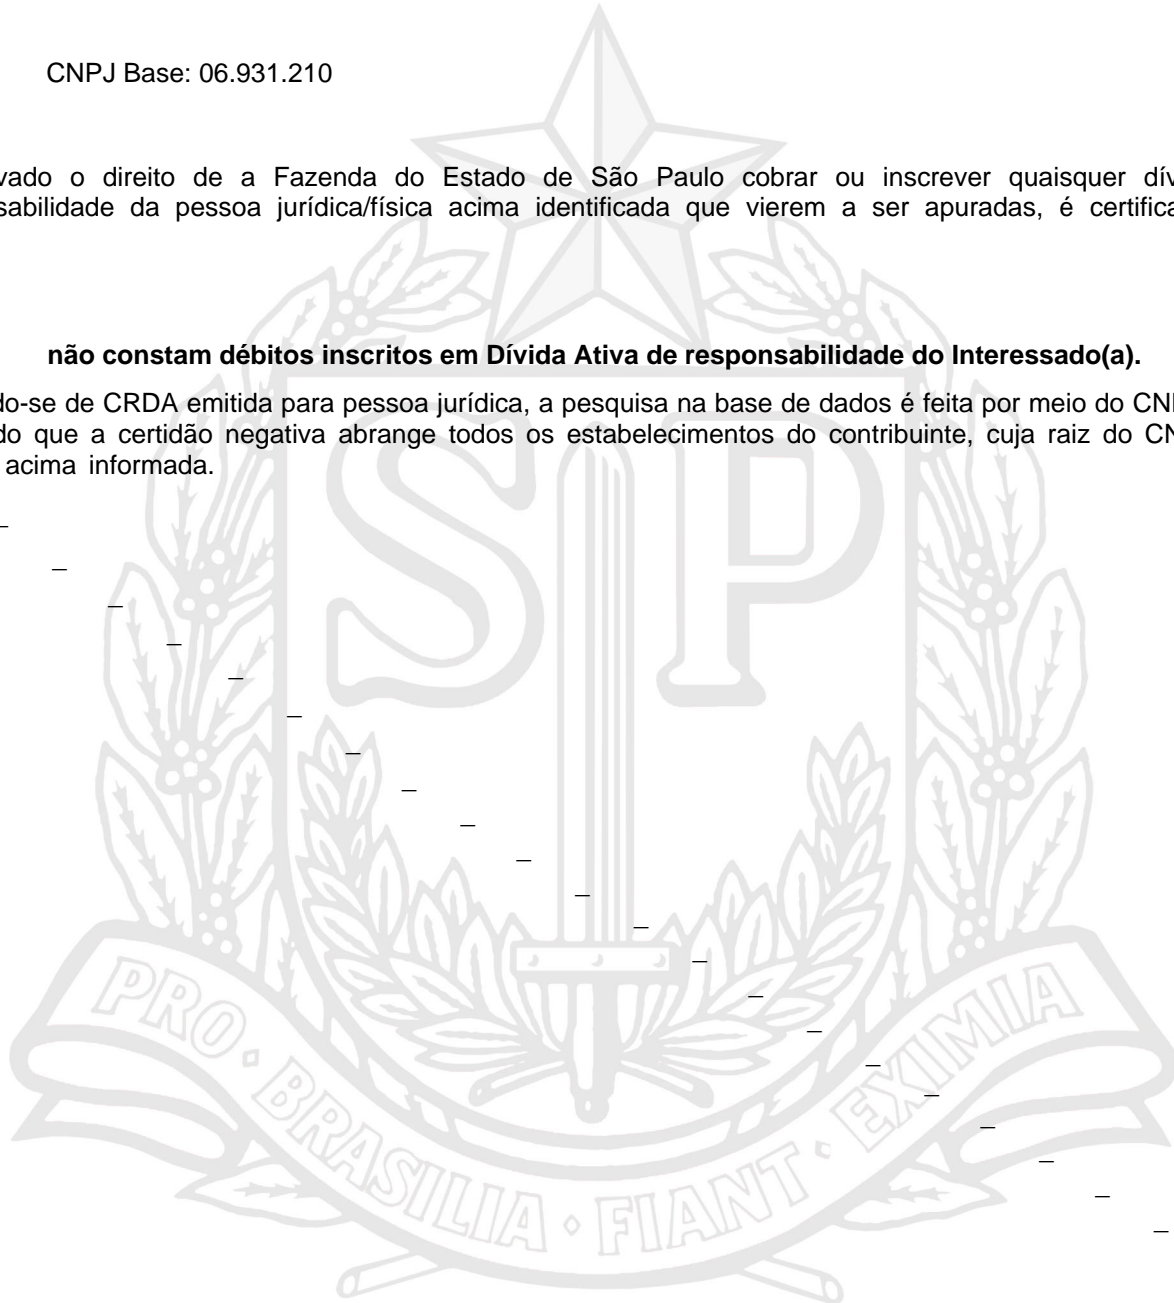 CNPJ Base: 06.931.210
vado o direito de a Fazenda do Estado de São Paulo cobrar ou inscrever quaisquer dív
sabilidade da pessoa jurídica/física acima identificada que vierem a ser apuradas, é certifica
não constam débitos inscritos em Dívida Ativa de responsabilidade do Interessado(a).
do-se de CRDA emitida para pessoa jurídica, a pesquisa na base de dados é feita por meio do CN
do que a certidão negativa abrange todos os estabelecimentos do contribuinte, cuja raiz do CN
acima informada.
SP
PRO · BRASILIA · FIANT · EXIMIA